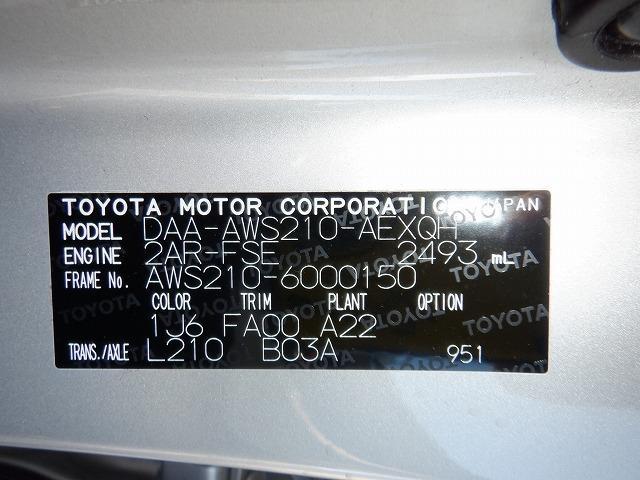 TOYOTA MOTOR CORPORATION JAPAN
MODEL DAA-AWS210-AEXQH
ENGINE 2AR-FSE 2493 mL
FRAME No. AWS210-6000150
COLOR TRIM PLANT OPTION
1J6 FA00 A22
TRANS./AXLE L210 B03A 951